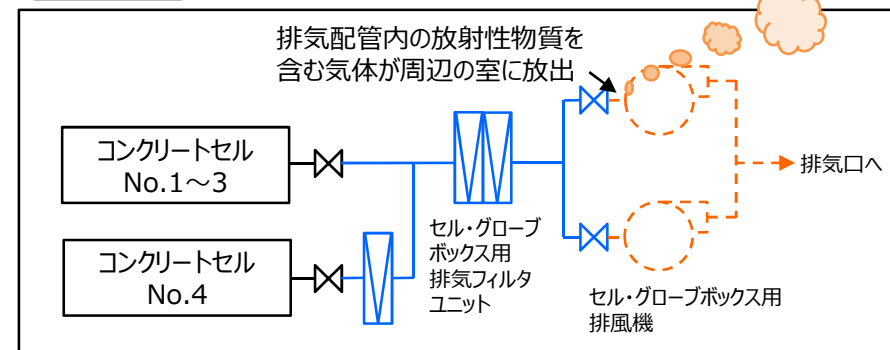 排気配管内の放射性物質を
含む気体が周辺の室に放出
コンクリートセル
No.1～3
排気口へ
セル・グローブ
ボックス用
排気フィルタ
ユニット
コンクリートセル
No.4
セル・グローブボックス用
排風機